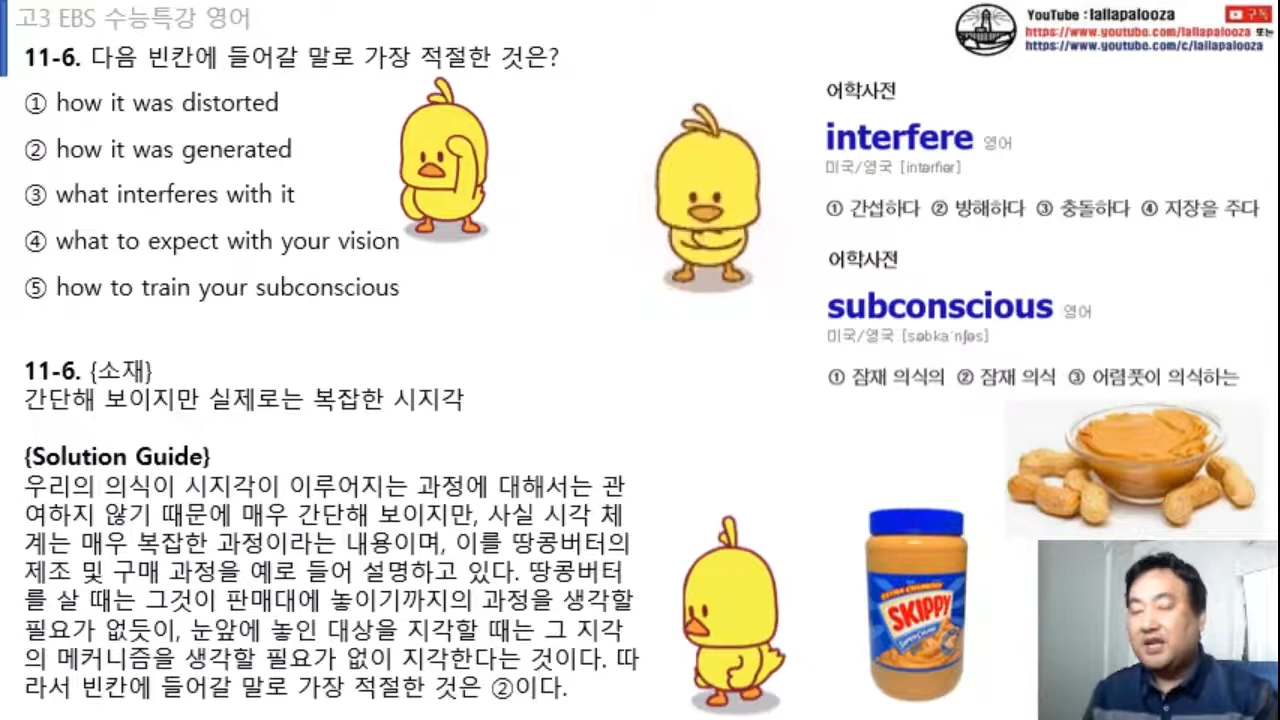 고3 EBS 수능특강 영어
YouTube : lallapalooza
구독
https://www.youtube.com/lallapalooza 또는
https://www.youtube.com/c/lallapalooza
11-6. 다음 빈칸에 들어갈 말로 가장 적절한 것은?
① how it was distorted
② how it was generated
③ what interferes with it
④ what to expect with your vision
⑤ how to train your subconscious
어학사전
interfere 영어
미국/영국 [intərfiər]
① 간섭하다 ② 방해하다 ③ 충돌하다 ④ 지장을 주다
어학사전
subconscious 영어
미국/영국 [səbkaˊnʃəs]
① 잠재 의식의 ② 잠재 의식 ③ 어렴풋이 의식하는
11-6. {소재}
간단해 보이지만 실제로는 복잡한 시지각
{Solution Guide}
우리의 의식이 시지각이 이루어지는 과정에 대해서는 관
여하지 않기 때문에 매우 간단해 보이지만, 사실 시각 체
계는 매우 복잡한 과정이라는 내용이며, 이를 땅콩버터의
제조 및 구매 과정을 예로 들어 설명하고 있다. 땅콩버터
를 살 때는 그것이 판매대에 놓이기까지의 과정을 생각할
필요가 없듯이, 눈앞에 놓인 대상을 지각할 때는 그 지각
의 메커니즘을 생각할 필요가 없이 지각한다는 것이다. 따
라서 빈칸에 들어갈 말로 가장 적절한 것은 ②이다.
SKIPPY